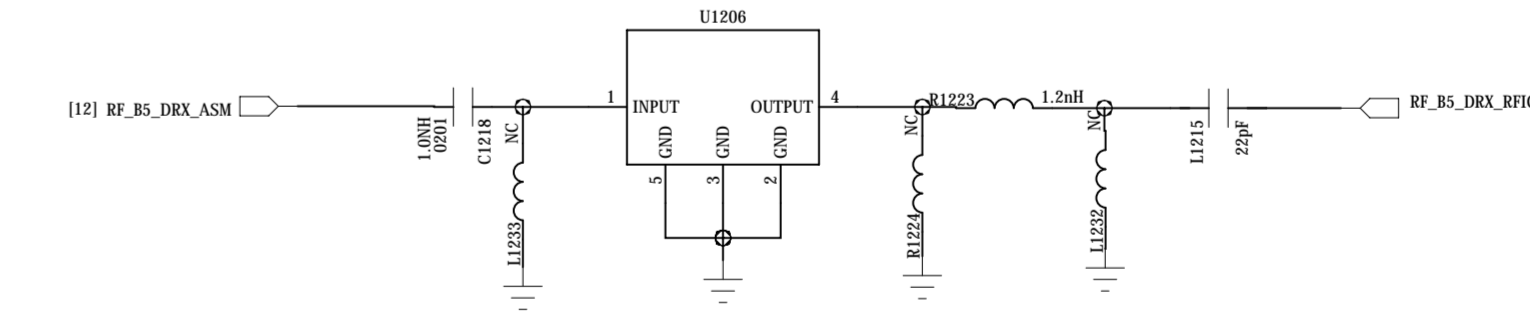 U1206
[12] RF_B5_DRX_ASM
1.0NH
0201
C1218
NC
L1233
1
INPUT
OUTPUT
4
GND
GND
GND
5
3
2
NC
R1223
1.2nH
R1224
NC
L1232
L1215
22pF
RF_B5_DRX_RFI